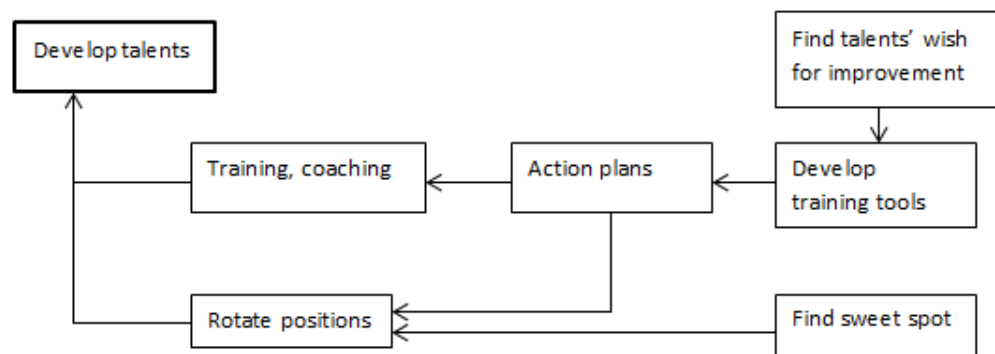 Develop talents
Find talents’ wish
for improvement
Training, coaching
Action plans
Develop
training tools
Rotate positions
Find sweet spot